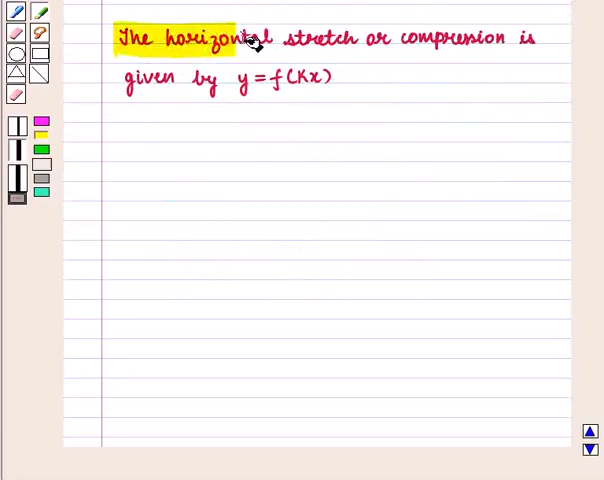 The horizontal stretch or compression is
given by y = f(Kx)